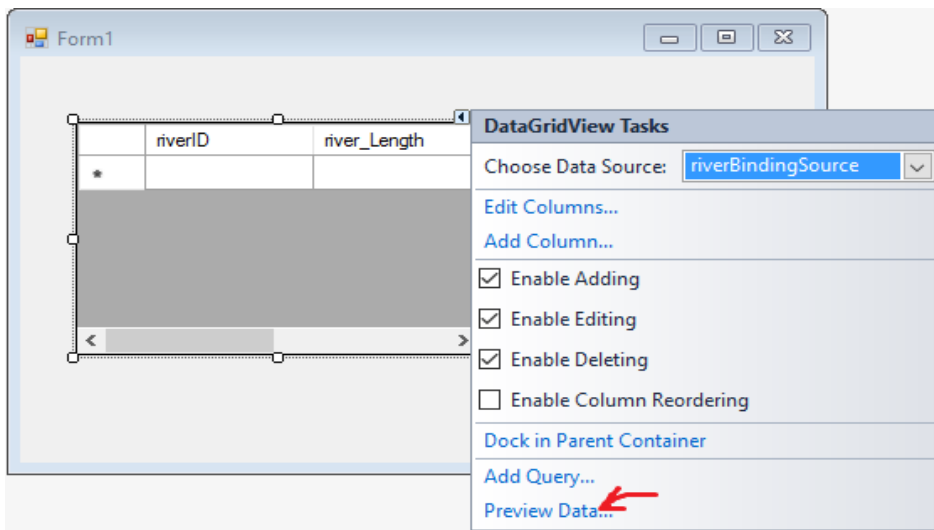 Form1
riverID river_Length
*
DataGridView Tasks
Choose Data Source: riverBindingSource
Edit Columns...
Add Column...
Enable Adding
Enable Editing
Enable Deleting
Enable Column Reordering
Dock in Parent Container
Add Query...
Preview Data...